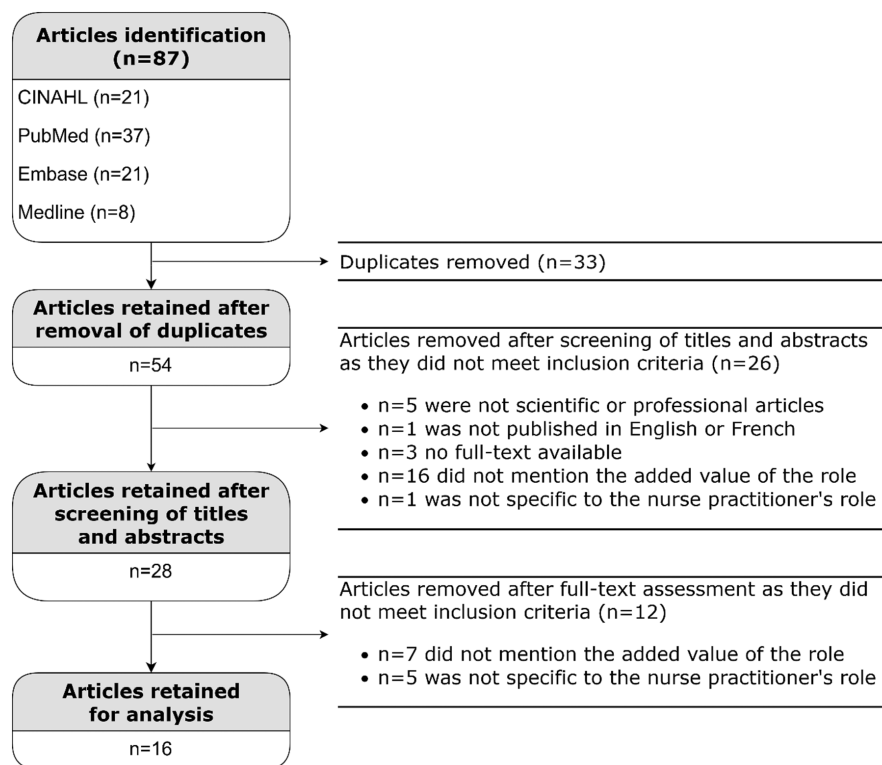 Articles identification
(n=87)
CINAHL (n=21)
PubMed (n=37)
Embase (n=21)
Medline (n=8)
Duplicates removed (n=33)
Articles retained after
removal of duplicates
n=54
Articles removed after screening of titles and abstracts
as they did not meet inclusion criteria (n=26)
• n=5 were not scientific or professional articles
• n=1 was not published in English or French
• n=3 no full-text available
• n=16 did not mention the added value of the role
• n=1 was not specific to the nurse practitioner's role
Articles retained after
screening of titles
and abstracts
n=28
Articles removed after full-text assessment as they did
not meet inclusion criteria (n=12)
• n=7 did not mention the added value of the role
• n=5 was not specific to the nurse practitioner's role
Articles retained
for analysis
n=16